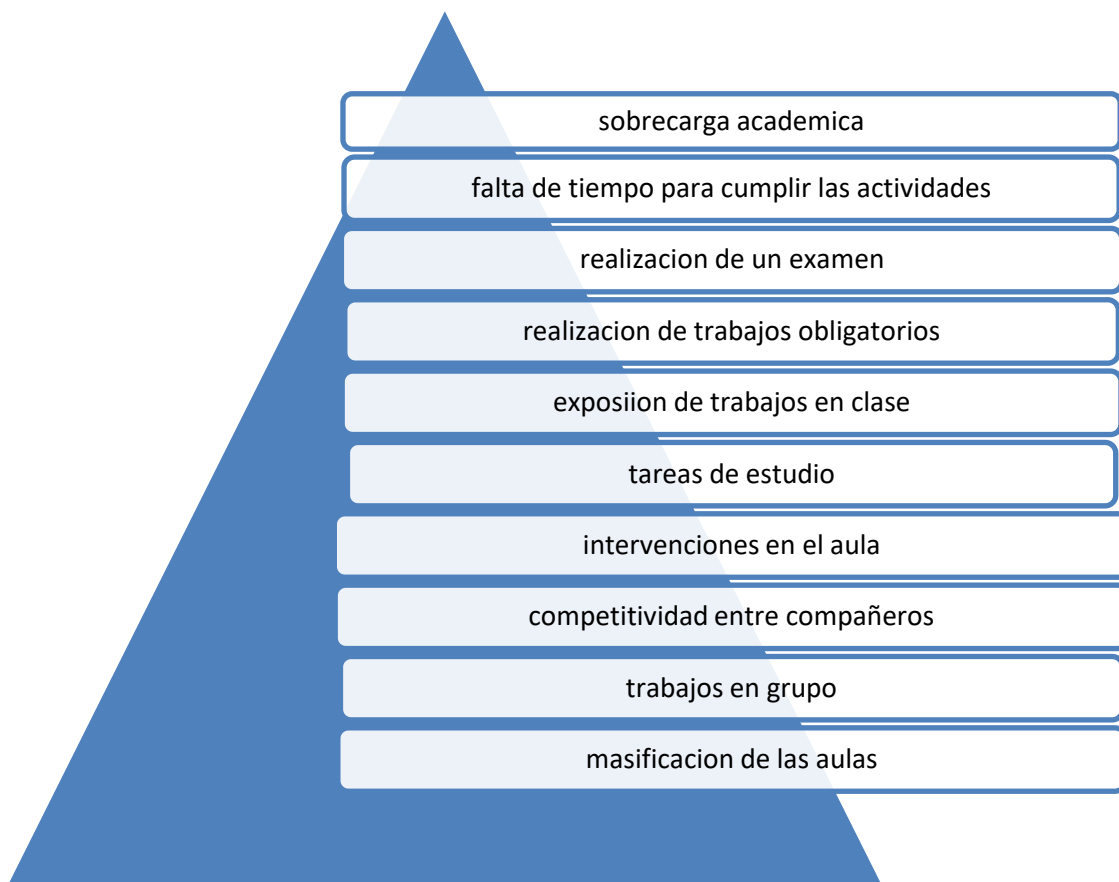 sobrecarga academica
falta de tiempo para cumplir las actividades
realizacion de un examen
realizacion de trabajos obligatorios
exposiion de trabajos en clase
tareas de estudio
intervenciones en el aula
competitividad entre compañeros
trabajos en grupo
masificacion de las aulas